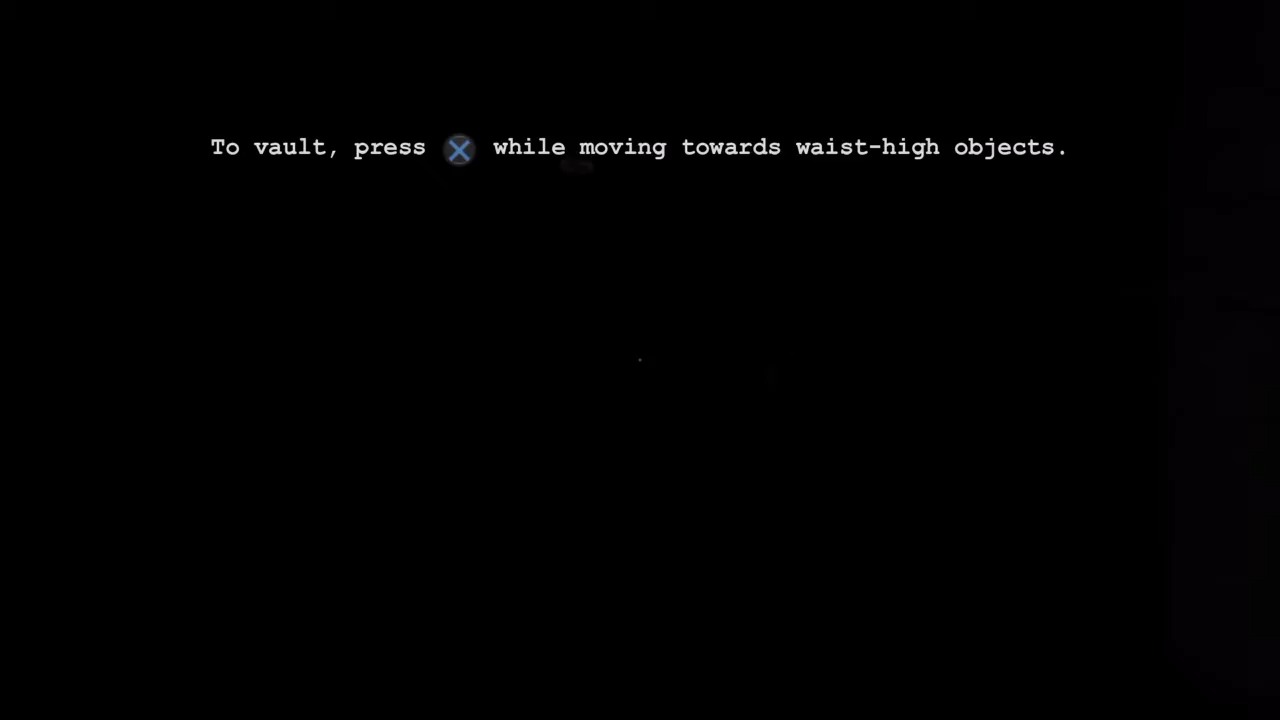 To vault, press ⓧ while moving towards waist-high objects.